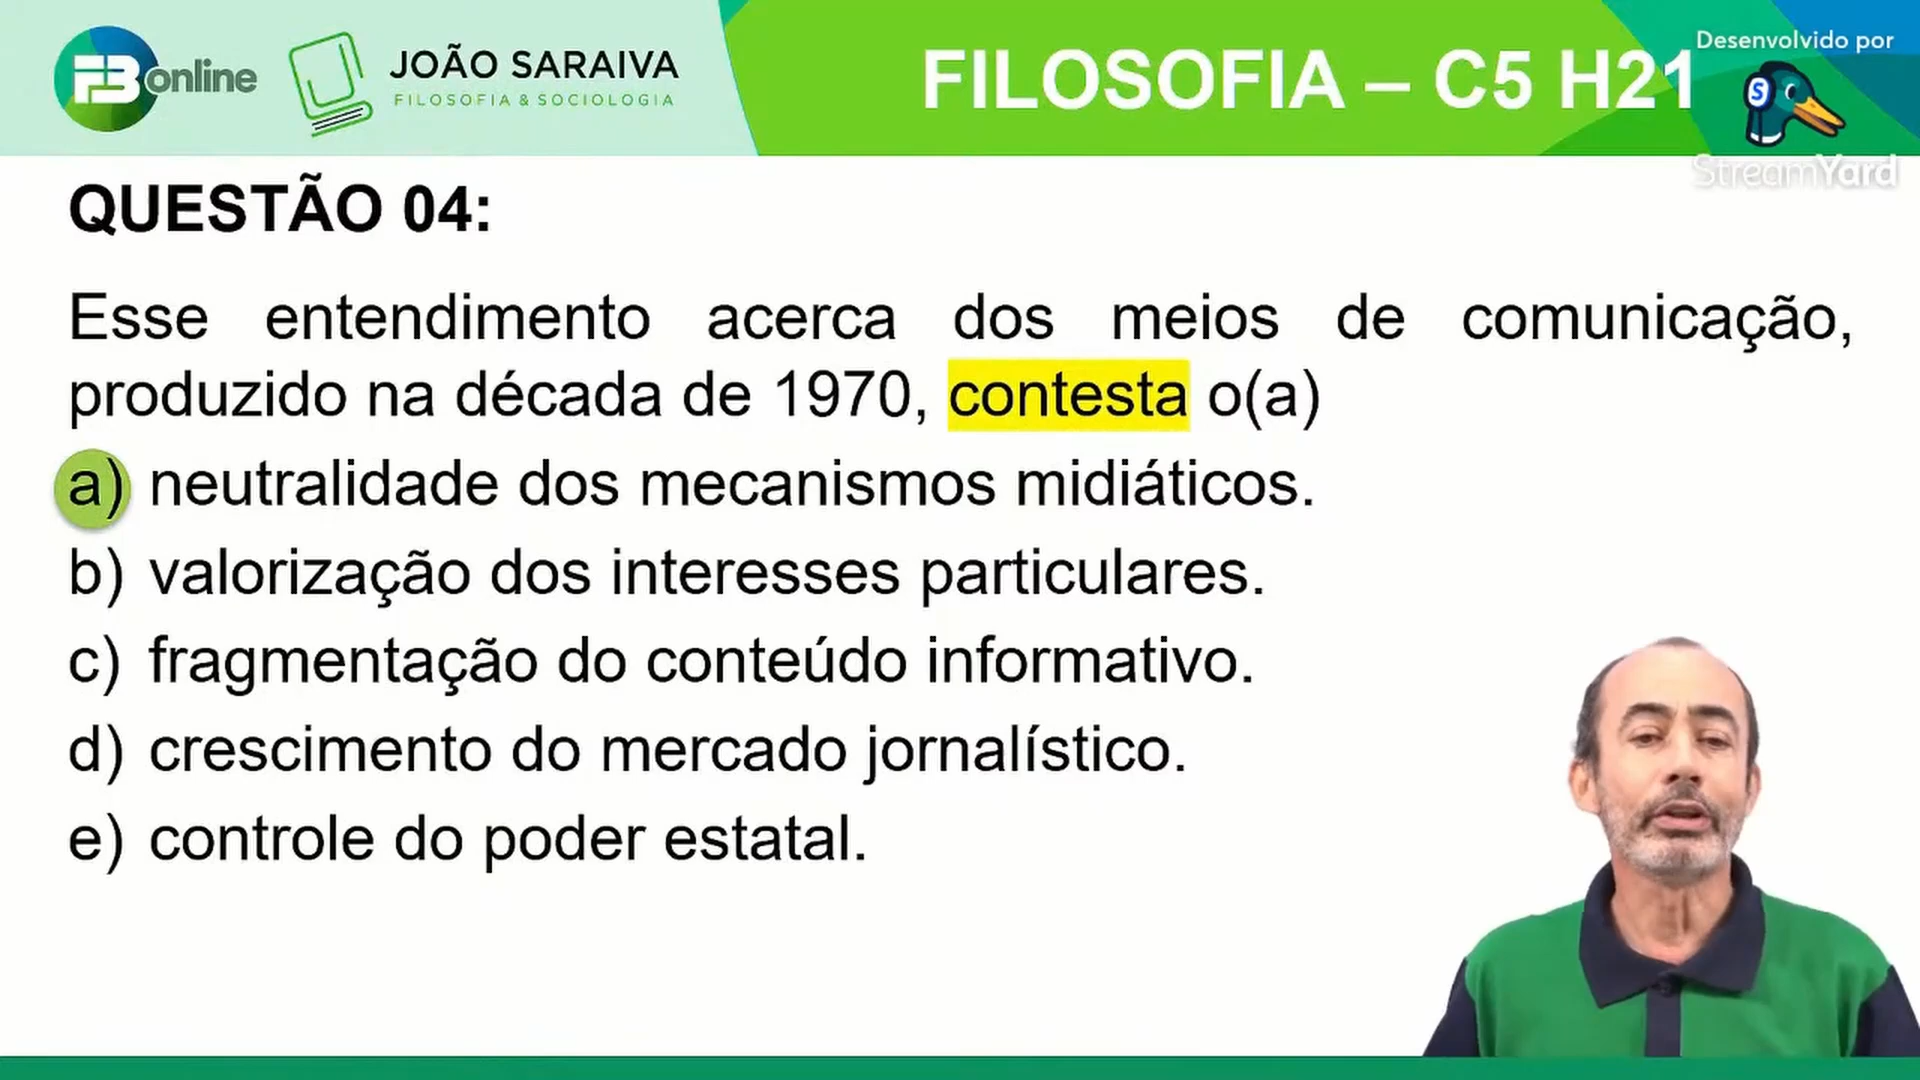 FB online
JOÃO SARAIVA
FILOSOFIA & SOCIOLOGIA
FILOSOFIA – C5 H21
Desenvolvido por
S
StreamYard
QUESTÃO 04:
Esse entendimento acerca dos meios de comunicação,
produzido na década de 1970, contesta o(a)
a) neutralidade dos mecanismos midiáticos.
b) valorização dos interesses particulares.
c) fragmentação do conteúdo informativo.
d) crescimento do mercado jornalístico.
e) controle do poder estatal.